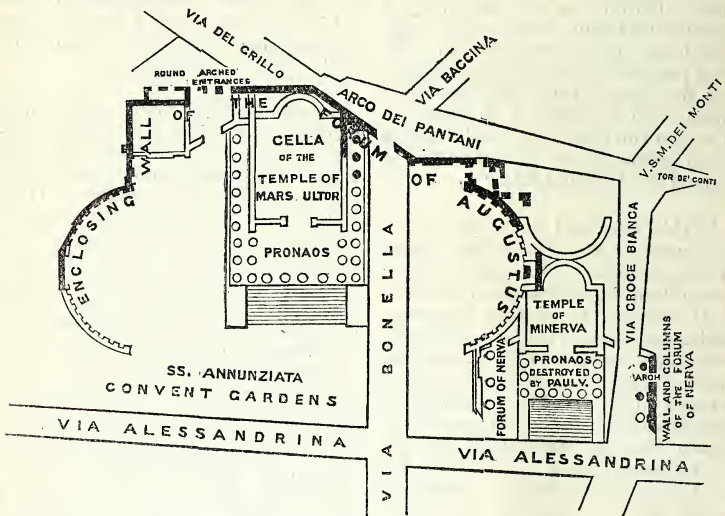 VIA DEL GRILLO
VIA BACCINA
V.S.M. DEI MONTI
ROUND ARCHED
ENTRANCES
ARCO DEI PANTANI
TOR DE' CONTI
ENCLOSING WALL OF THE FORUM OF AUGUSTUS
CELLA
OF THE
TEMPLE OF
MARS ULTOR
PRONAOS
VIA BONELLA
VIA CROCE BIANCA
TEMPLE
OF
MINERVA
PRONAOS
DESTROYED
BY PAUL V.
FORUM OF NERVA
ARCH
WALL AND COLUMNS
OF THE FORUM
OF NERVA
SS. ANNUNZIATA
CONVENT GARDENS
VIA ALESSANDRINA
VIA ALESSANDRINA